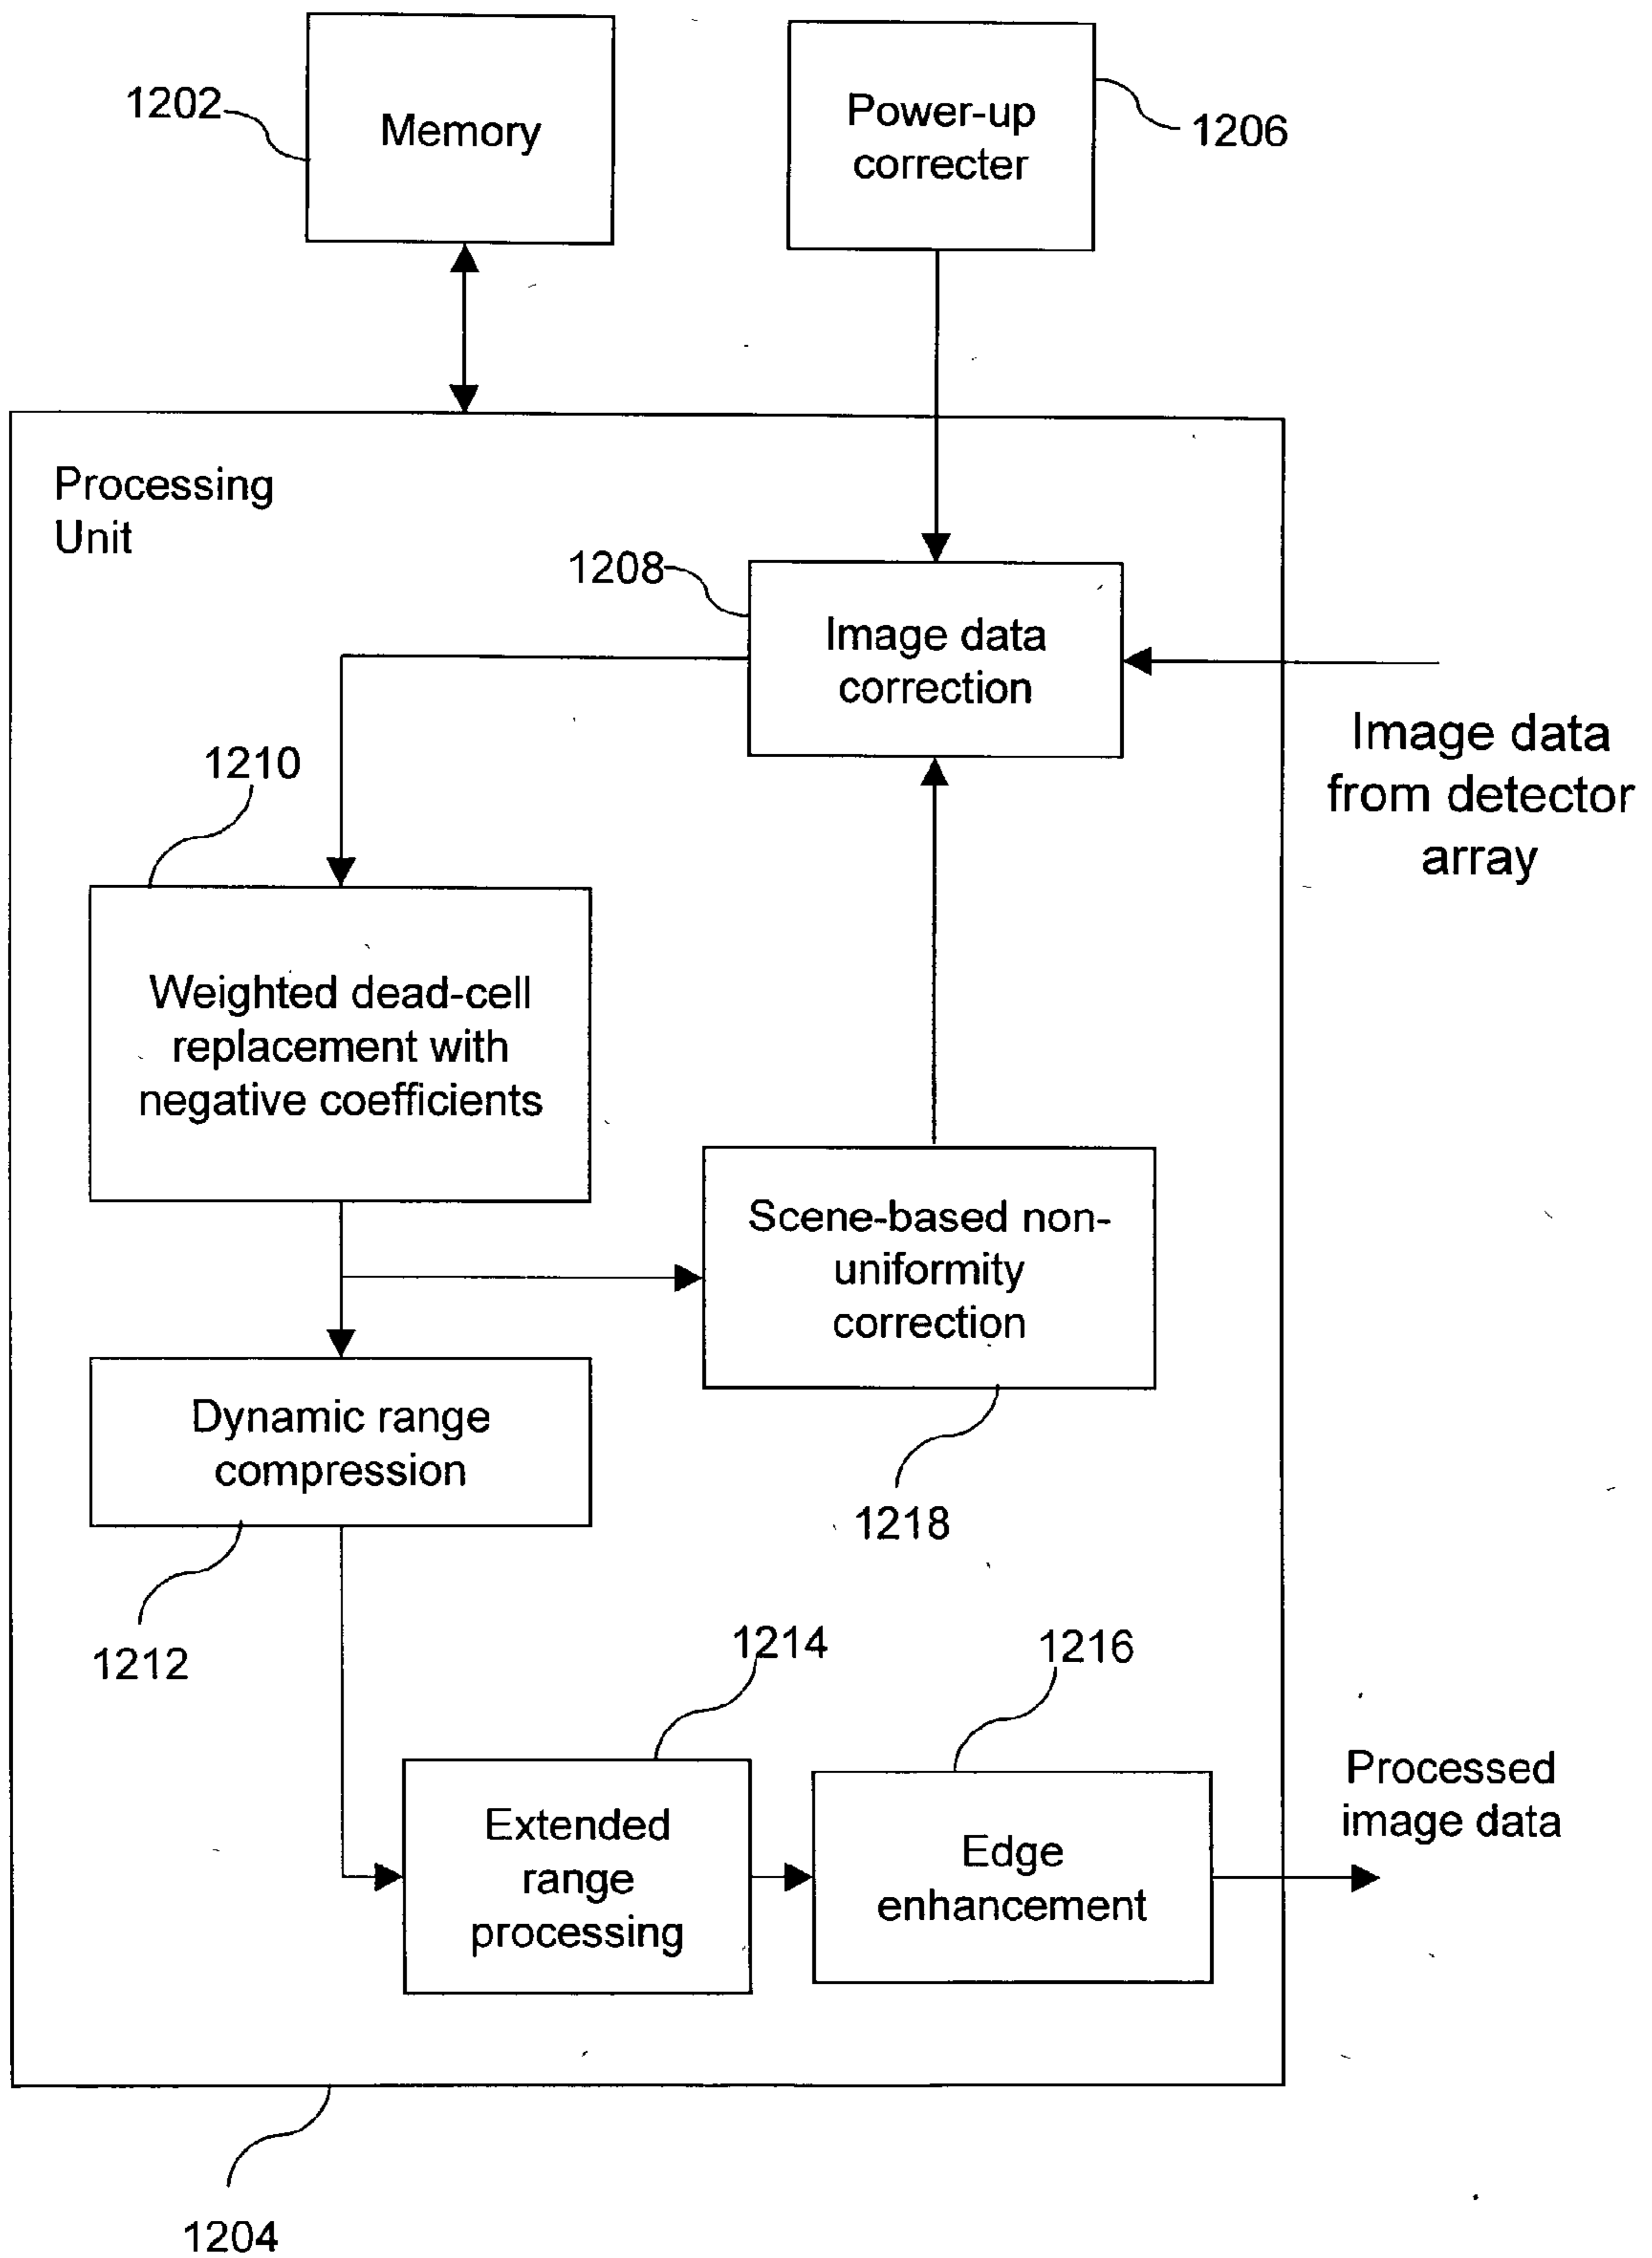 1202
Memory
Power-up
correcter
1206
Processing
Unit
1208
Image data
correction
Image data
from detector
array
1210
Weighted dead-cell
replacement with
negative coefficients
Scene-based non-
uniformity
correction
Dynamic range
compression
1218
1212
1214
1216
Extended
range
processing
Edge
enhancement
Processed
image data
1204